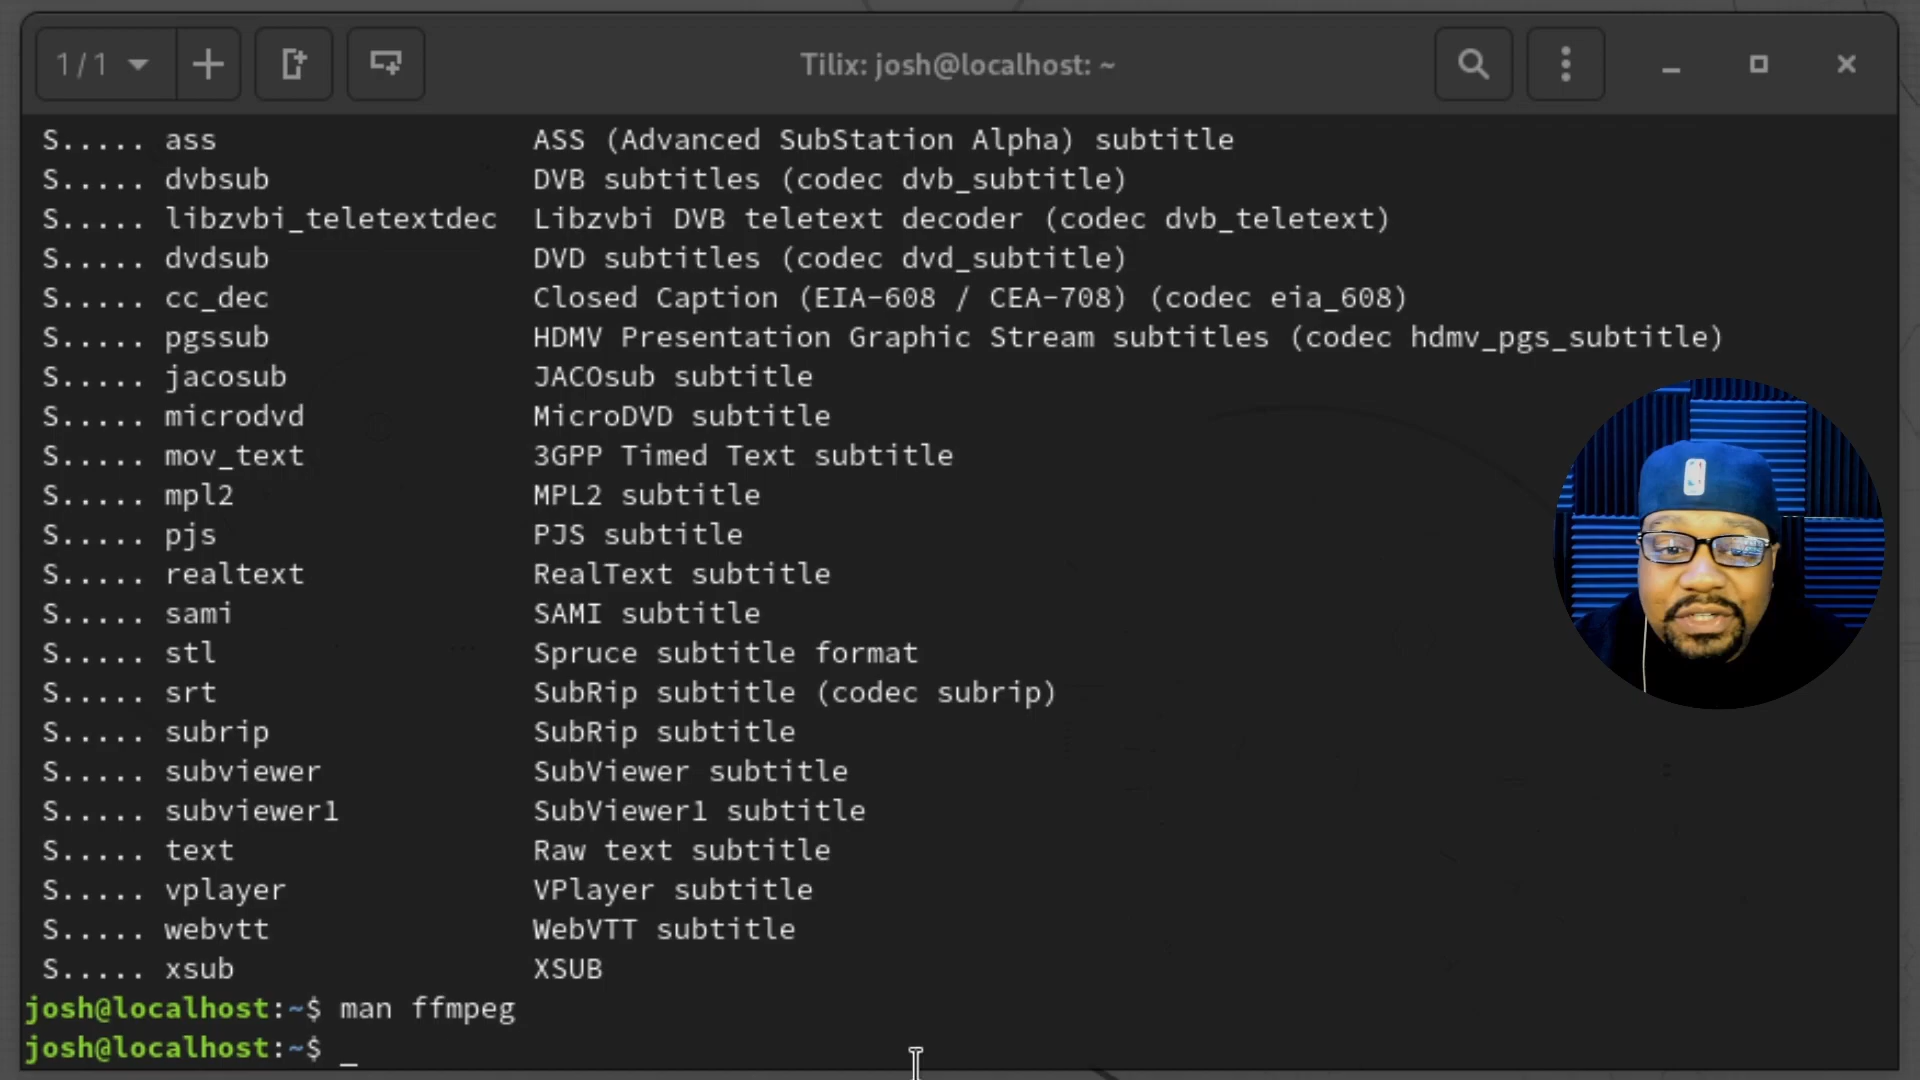 1 / 1
Tilix: josh@localhost: ~
S..... ass ASS (Advanced SubStation Alpha) subtitle
S..... dvbsub DVB subtitles (codec dvb_subtitle)
S..... libzvbi_teletextdec Libzvbi DVB teletext decoder (codec dvb_teletext)
S..... dvdsub DVD subtitles (codec dvd_subtitle)
S..... cc_dec Closed Caption (EIA-608 / CEA-708) (codec eia_608)
S..... pgssub HDMV Presentation Graphic Stream subtitles (codec hdmv_pgs_subtitle)
S..... jacosub JACOsub subtitle
S..... microdvd MicroDVD subtitle
S..... mov_text 3GPP Timed Text subtitle
S..... mpl2 MPL2 subtitle
S..... pjs PJS subtitle
S..... realtext RealText subtitle
S..... sami SAMI subtitle
S..... stl Spruce subtitle format
S..... srt SubRip subtitle (codec subrip)
S..... subrip SubRip subtitle
S..... subviewer SubViewer subtitle
S..... subviewer1 SubViewer1 subtitle
S..... text Raw text subtitle
S..... vplayer VPlayer subtitle
S..... webvtt WebVTT subtitle
S..... xsub XSUB
josh@localhost:~$ man ffmpeg
josh@localhost:~$ _